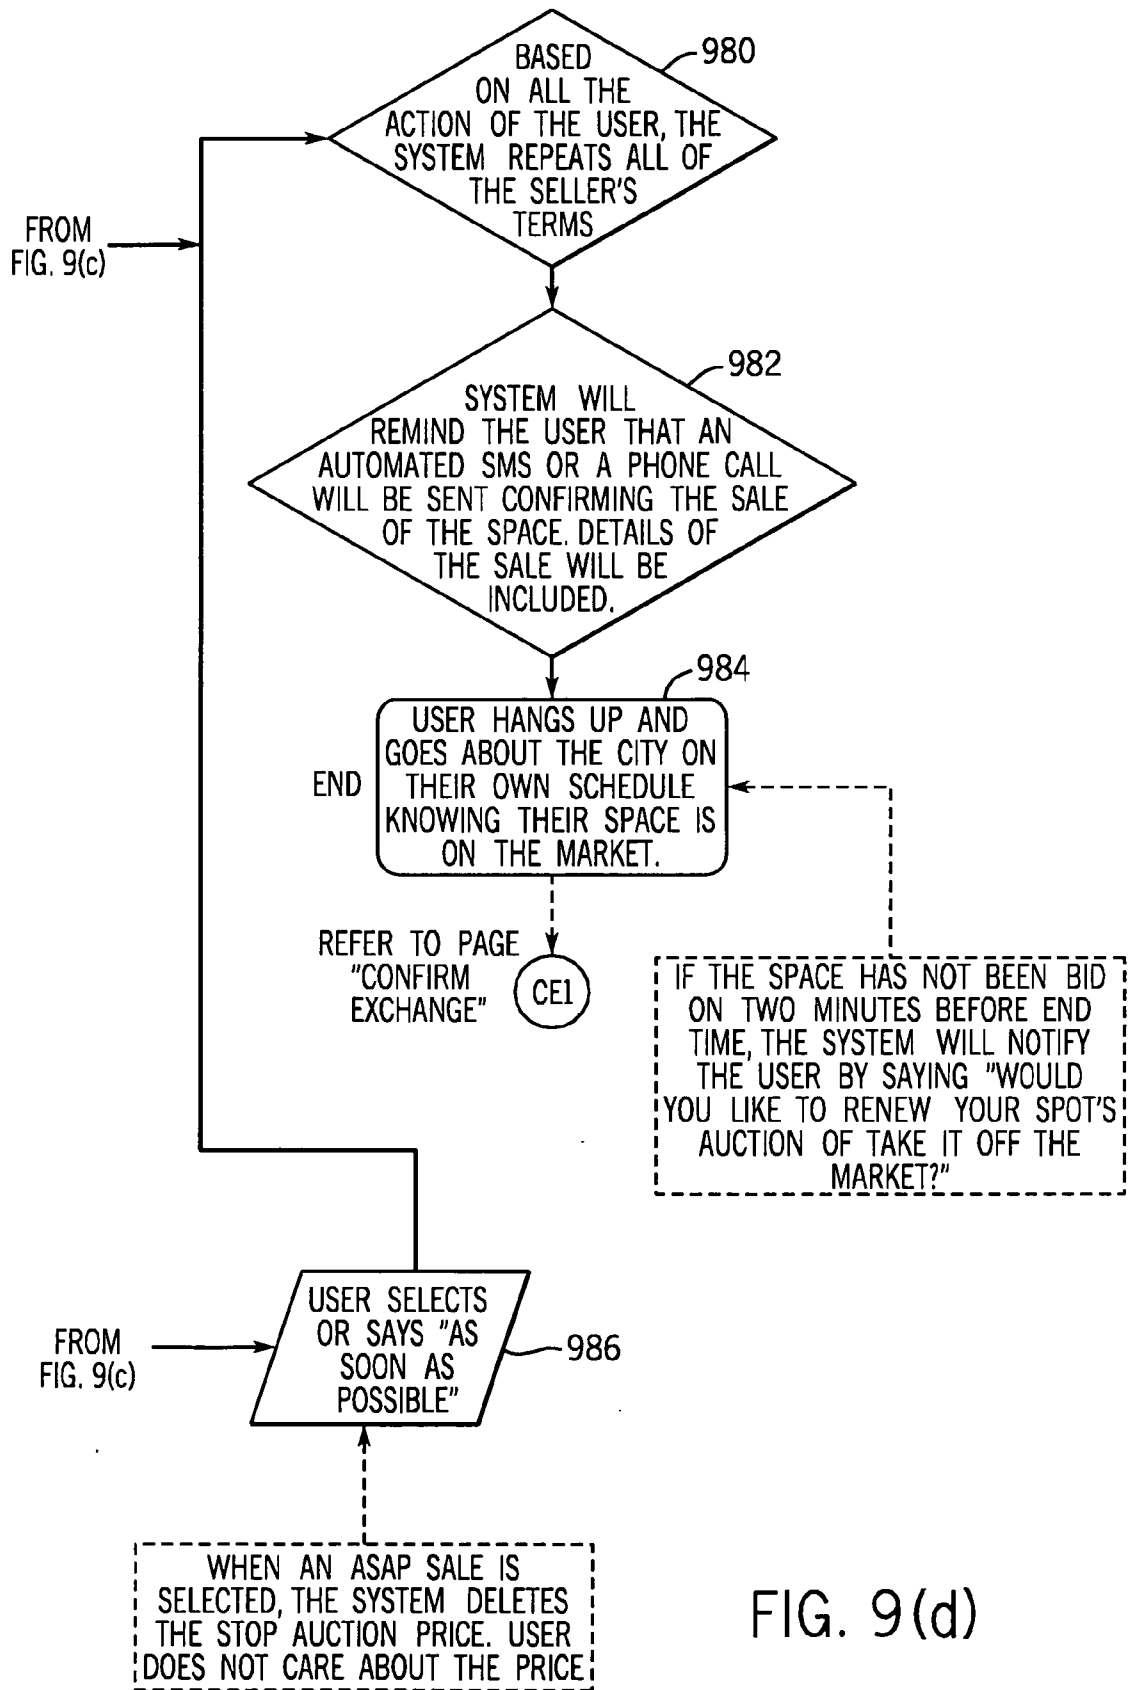 980
BASED
ON ALL THE
ACTION OF THE USER, THE
SYSTEM REPEATS ALL OF
THE SELLER'S
TERMS
FROM
FIG. 9(c)
982
SYSTEM WILL
REMIND THE USER THAT AN
AUTOMATED SMS OR A PHONE CALL
WILL BE SENT CONFIRMING THE SALE
OF THE SPACE. DETAILS OF
THE SALE WILL BE
INCLUDED.
984
USER HANGS UP AND
GOES ABOUT THE CITY ON
THEIR OWN SCHEDULE
KNOWING THEIR SPACE IS
ON THE MARKET.
END
REFER TO PAGE
"CONFIRM
EXCHANGE"
CE1
IF THE SPACE HAS NOT BEEN BID
ON TWO MINUTES BEFORE END
TIME, THE SYSTEM WILL NOTIFY
THE USER BY SAYING "WOULD
YOU LIKE TO RENEW YOUR SPOT'S
AUCTION OF TAKE IT OFF THE
MARKET?"
USER SELECTS
OR SAYS "AS
SOON AS
POSSIBLE"
986
FROM
FIG. 9(c)
WHEN AN ASAP SALE IS
SELECTED, THE SYSTEM DELETES
THE STOP AUCTION PRICE. USER
DOES NOT CARE ABOUT THE PRICE
FIG. 9(d)